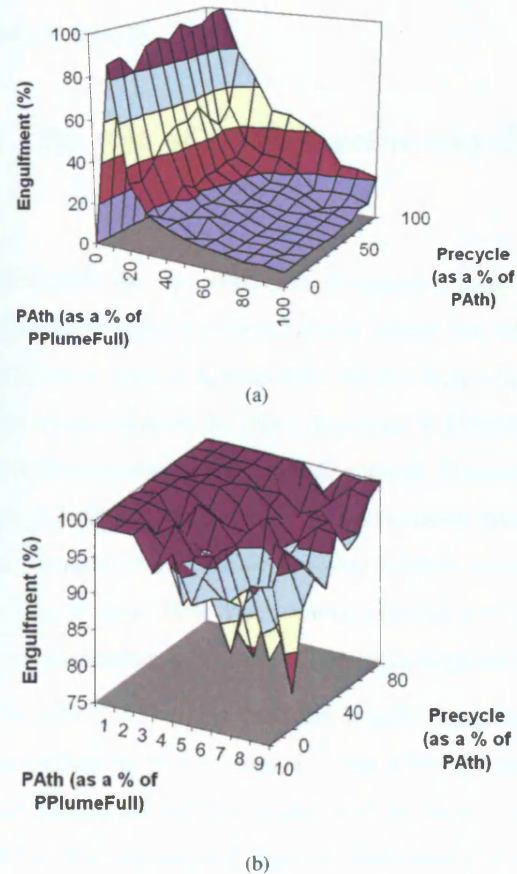 100
80
60
40
20
0
Engulfment (%)
0
20
40
60
80
100
PAth (as a % of
PPlumeFull)
0
50
100
Precycle
(as a % of
PAth)
(a)
100
95
90
85
80
75
Engulfment (%)
1 2 3 4 5 6 7 8 9 10
PAth (as a % of
PPlumeFull)
0
40
80
Precycle
(as a % of
PAth)
(b)